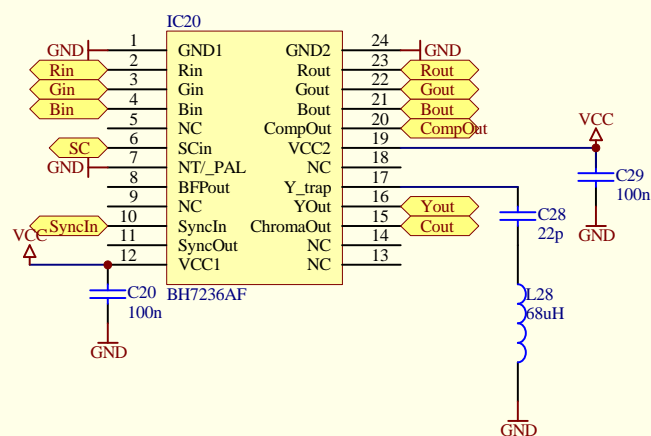 IC20
GND 1 GND1 GND2 24 GND
Rin 2 Rin Rout 23 Rout
Gin 3 Gin Gout 22 Gout
Bin 4 Bin Bout 21 Bout
5 NC CompOut 20 CompOut
SC 6 SCin VCC2 19 VCC
GND 7 NT/_PAL NC 18
8 BFPout Y_trap 17
9 NC YOut 16 Yout
SyncIn 10 SyncIn ChromaOut 15 Cout
11 SyncOut NC 14
VCC 12 VCC1 NC 13
BH7236AF
C20
100n
GND
C29
100n
GND
C28
22p
L28
68uH
GND